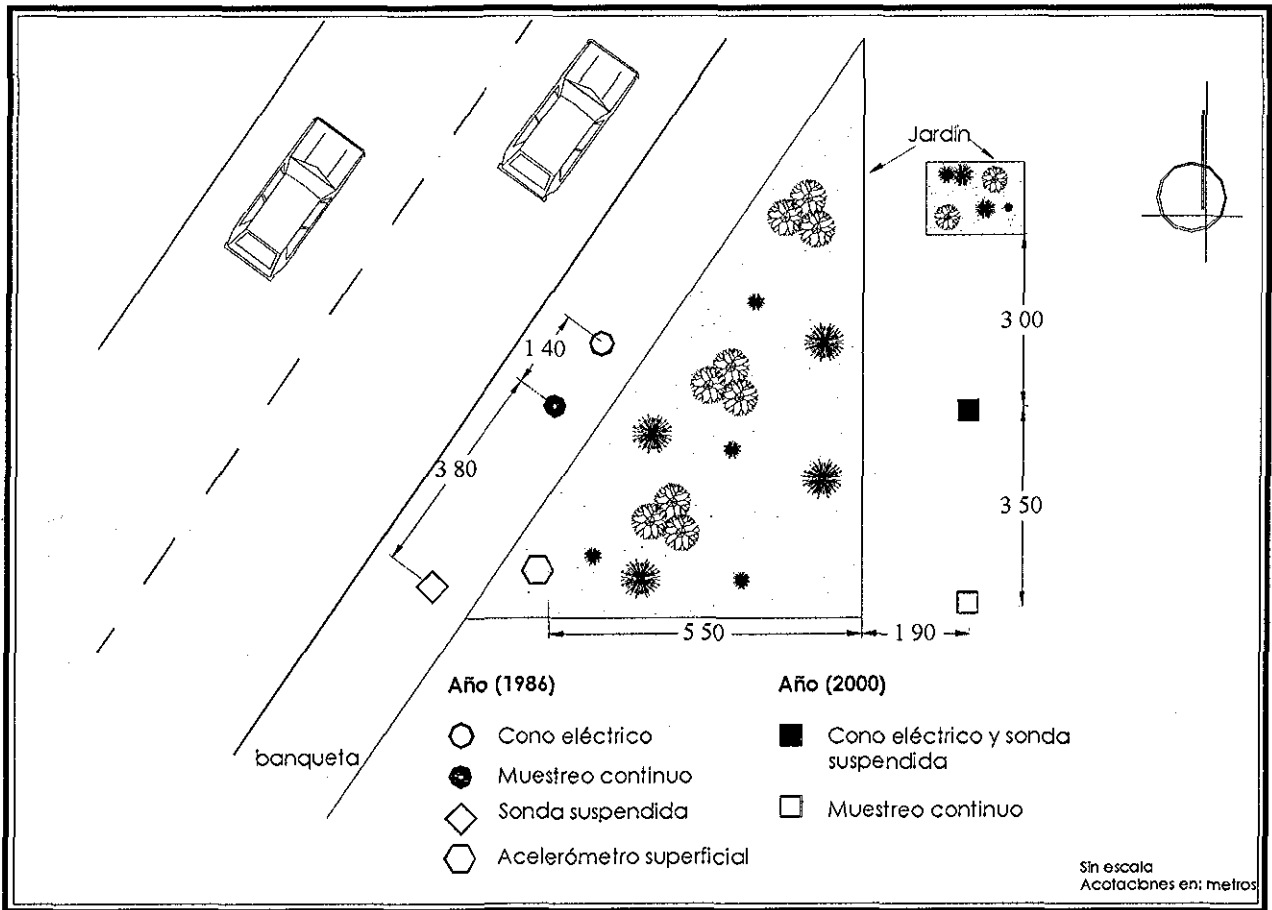 Jardín
3 00
1 40
3 80
3 50
5 50
1 90
Año (1986)
Cono eléctrico
Muestreo continuo
Sonda suspendida
Acelerómetro superficial
Año (2000)
Cono eléctrico y sonda
suspendida
Muestreo continuo
banqueta
Sin escala
Acotaciones en: metros